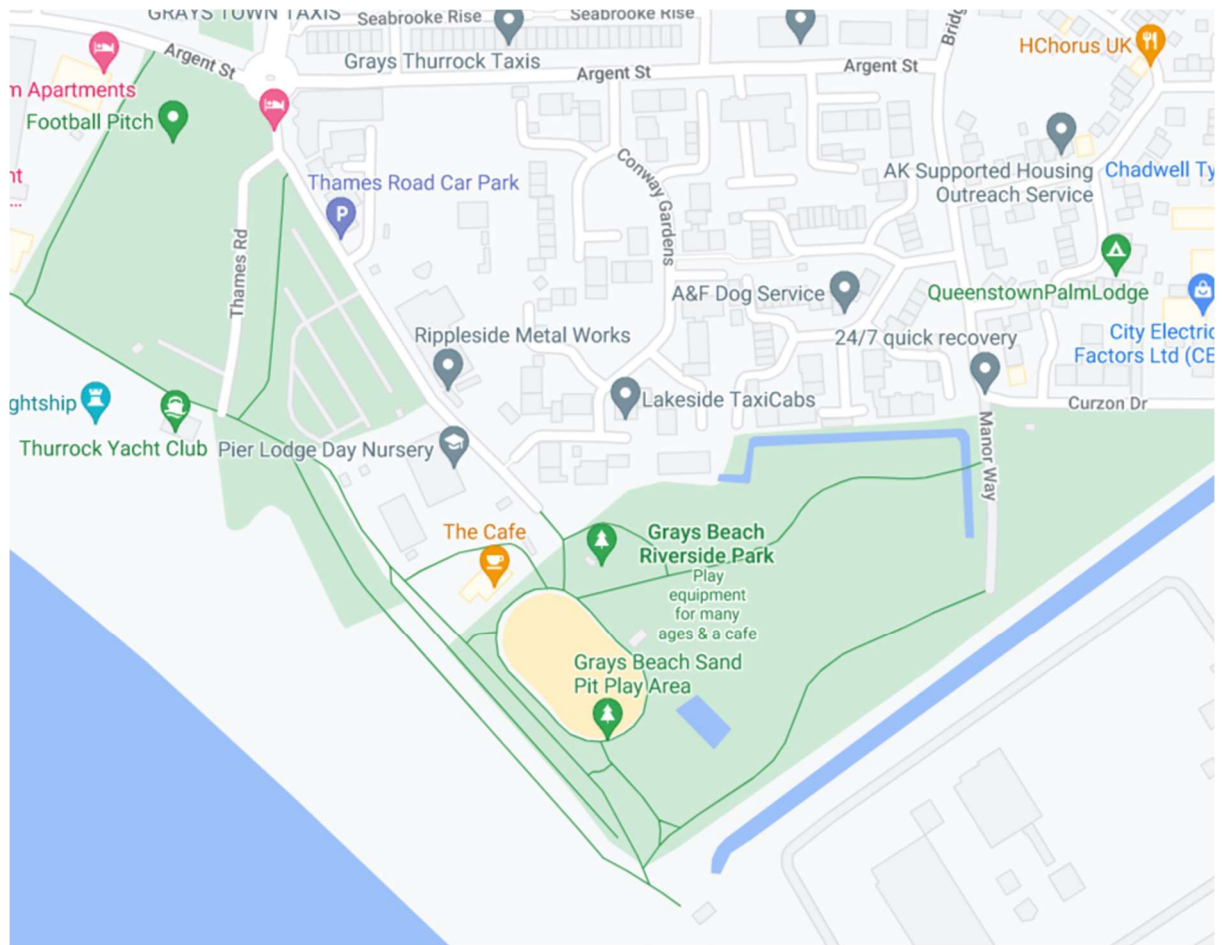 GRAYS TOWN TAXIS
Seabrooke Rise
Seabrooke Rise
Argent St
Grays Thurrock Taxis
Argent St
Argent St
Bridg
HChorus UK
m Apartments
Football Pitch
nt
...
Thames Road Car Park
P
Conway Gardens
AK Supported Housing
Outreach Service
Chadwell Ty
Thames Rd
A&F Dog Service
QueenstownPalmLodge
Rippleside Metal Works
24/7 quick recovery
City Electric
Factors Ltd (CE
ghtship
Lakeside TaxiCabs
Curzon Dr
Thurrock Yacht Club
Pier Lodge Day Nursery
Manor Way
The Cafe
Grays Beach
Riverside Park
Play
equipment
for many
ages & a cafe
Grays Beach Sand
Pit Play Area